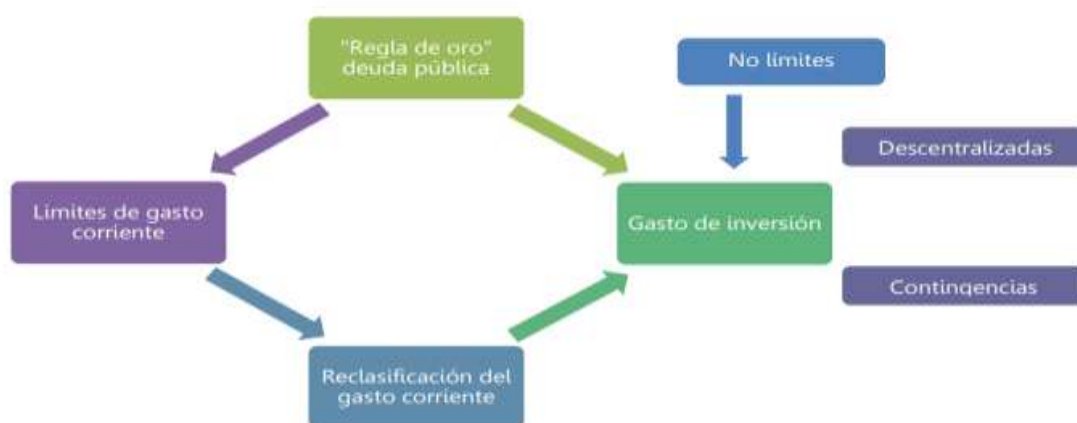 "Regla de oro"
deuda pública
No límites
Descentralizadas
Limites de gasto
corriente
Gasto de inversión
Contingencias
Reclasificación del
gasto corriente